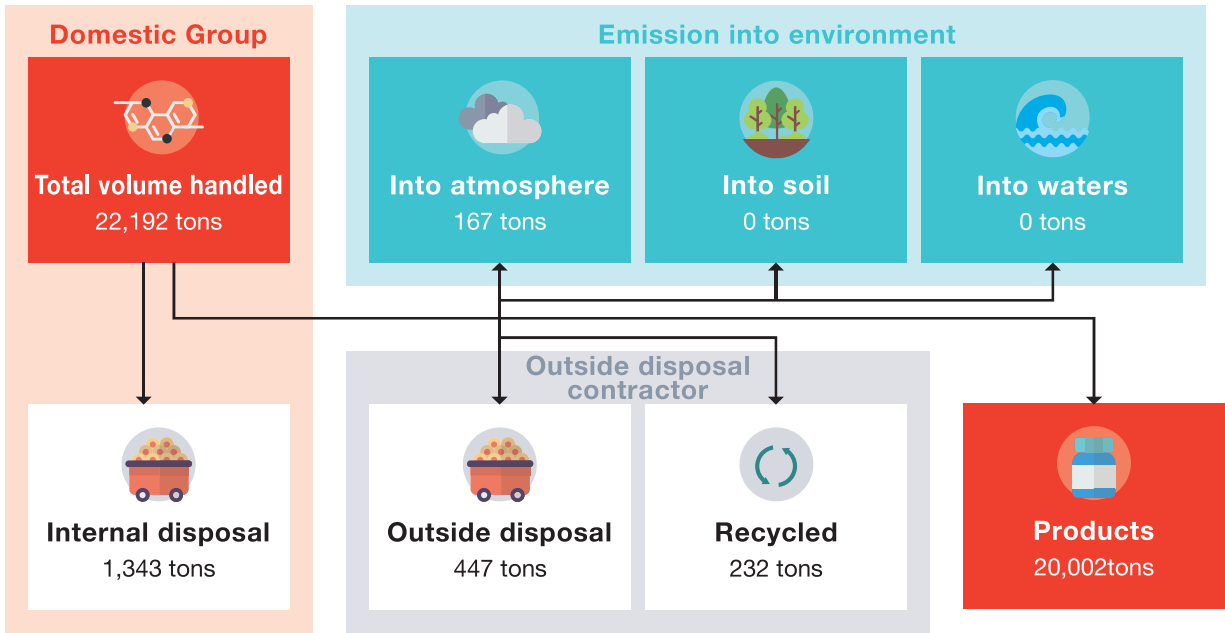 Domestic Group
Total volume handled
22,192 tons
Emission into environment
Into atmosphere
167 tons
Into soil
0 tons
Into waters
0 tons
Internal disposal
1,343 tons
Outside disposal
contractor
Outside disposal
447 tons
Recycled
232 tons
Products
20,002tons